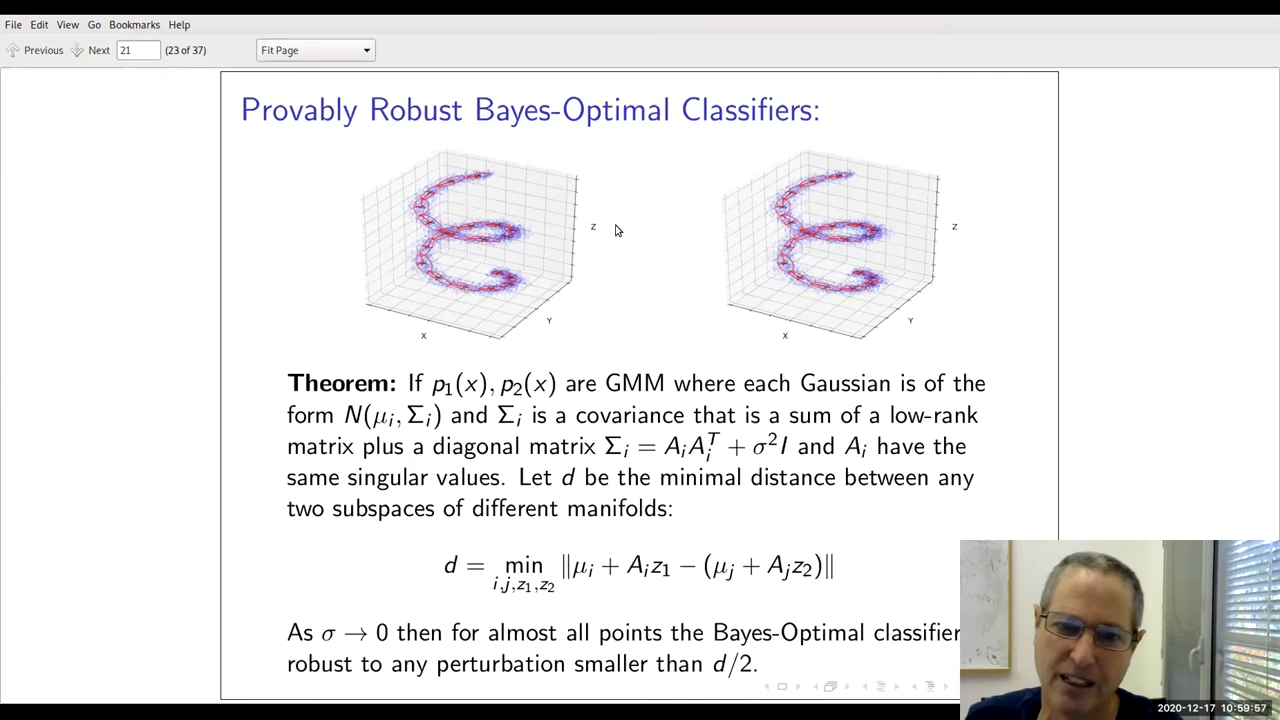 File Edit View Go Bookmarks Help
Previous Next 21 (23 of 37) Fit Page
Provably Robust Bayes-Optimal Classifiers:
Z Z
Y Y
X X
Theorem: If p₁(x), p₂(x) are GMM where each Gaussian is of the
form N(μᵢ, Σᵢ) and Σᵢ is a covariance that is a sum of a low-rank
matrix plus a diagonal matrix Σᵢ = AᵢAᵢᵀ + σ²I and Aᵢ have the
same singular values. Let d be the minimal distance between any
two subspaces of different manifolds:
d = min ‖μᵢ + Aᵢz₁ − (μⱼ + Aⱼz₂)‖
i,j,z₁,z₂
As σ → 0 then for almost all points the Bayes-Optimal classifier
robust to any perturbation smaller than d/2.
2020-12-17 10:59:57